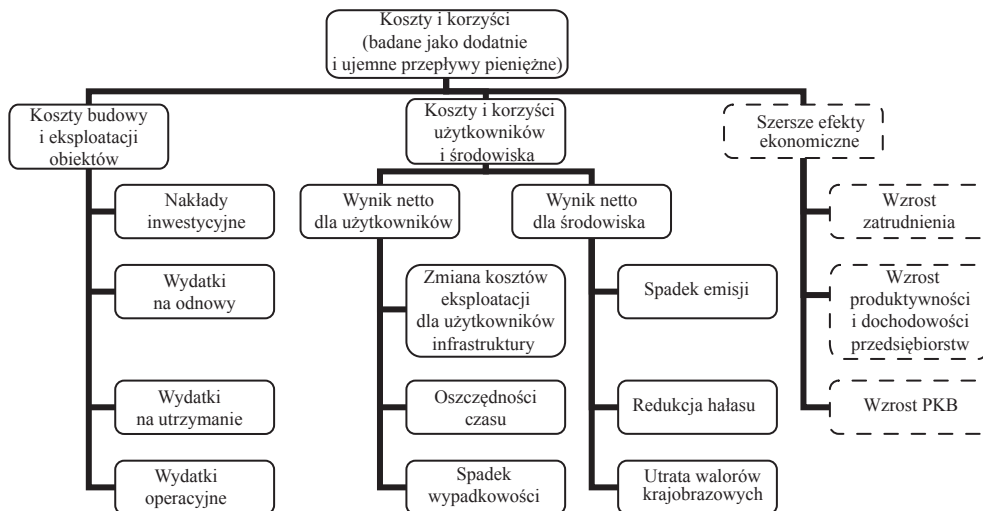 Koszty i korzyści
(badane jako dodatnie
i ujemne przepływy pieniężne)
Koszty budowy
i eksploatacji
obiektów
Koszty i korzyści
użytkowników
i środowiska
Szersze efekty
ekonomiczne
Nakłady
inwestycyjne
Wynik netto
dla użytkowników
Wynik netto
dla środowiska
Wzrost
zatrudnienia
Wydatki
na odnowy
Zmiana kosztów
eksploatacji
dla użytkowników
infrastruktury
Spadek emisji
Wzrost
produktywności
i dochodowości
przedsiębiorstw
Wydatki
na utrzymanie
Oszczędności
czasu
Redukcja hałasu
Wzrost PKB
Wydatki
operacyjne
Spadek
wypadkowości
Utrata walorów
krajobrazowych